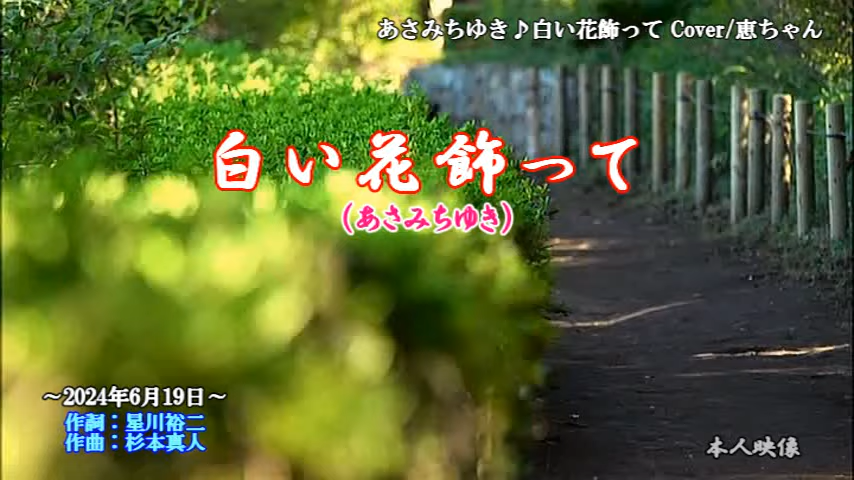 あさみちゆき♪白い花飾って Cover/恵ちゃん
白い花飾って
(あさみちゆき)
～2024年6月19日～
作詞：星川裕二
作曲：杉本真人
本人映像